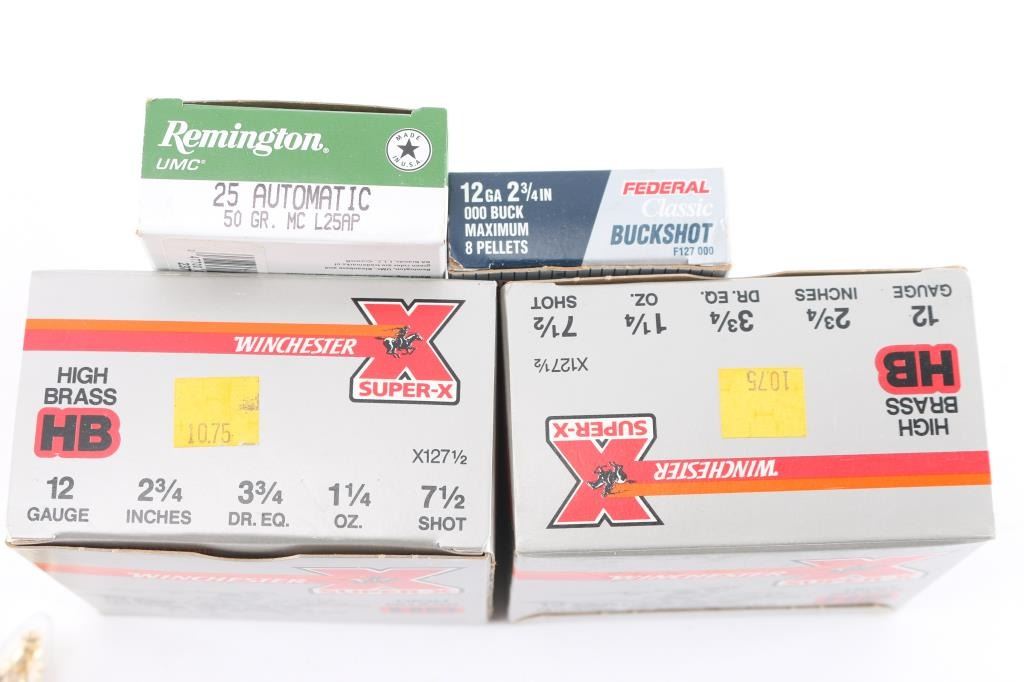 Remington®
UMC®
MADE IN U.S.A.
25 AUTOMATIC
50 GR. MC L25AP
12 GA 2 3/4 IN
000 BUCK
MAXIMUM
8 PELLETS
FEDERAL
Classic
BUCKSHOT
F127 000
WINCHESTER
SUPER-X
HIGH
BRASS
HB
10.75
X127 1/2
12 2 3/4 3 3/4 1 1/4 7 1/2
GAUGE INCHES DR. EQ. OZ. SHOT
WINCHESTER
SUPER-X
HIGH
BRASS
HB
10.75
X127 1/2
12 2 3/4 3 3/4 1 1/4 7 1/2
GAUGE INCHES DR. EQ. OZ. SHOT
WINCHESTER
WINCHESTER